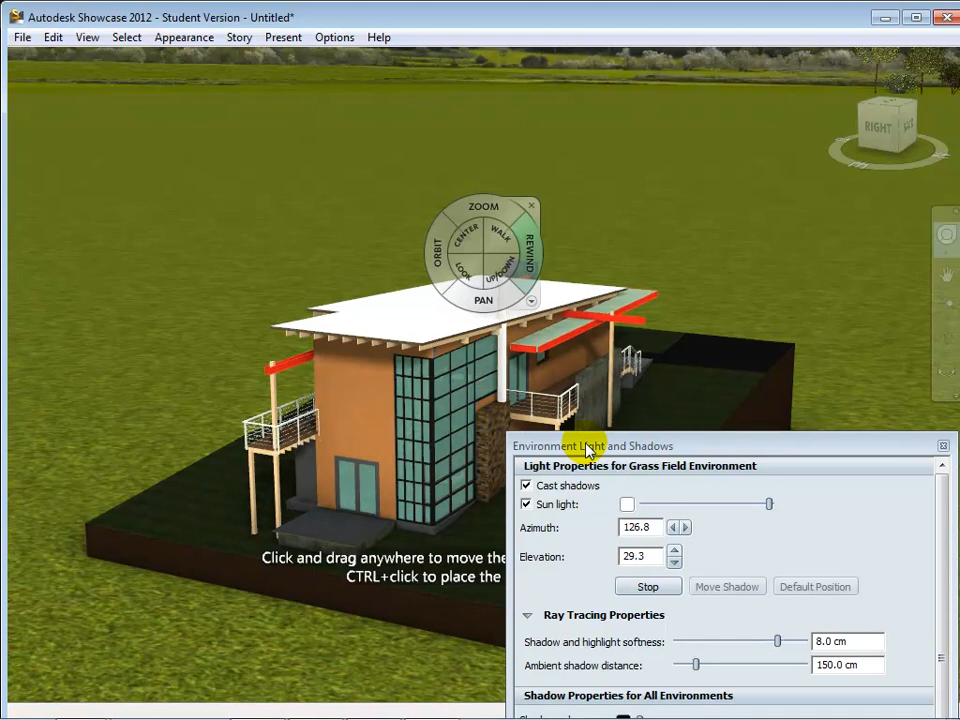 Autodesk Showcase 2012 - Student Version - Untitled*
File Edit View Select Appearance Story Present Options Help
RIGHT
ZOOM
CENTER WALK
ORBIT REWIND
LOOK UP/DOWN
PAN
Click and drag anywhere to move the
CTRL+click to place the
Environment Light and Shadows
Light Properties for Grass Field Environment
Cast shadows
Sun light:
Azimuth: 126.8
Elevation: 29.3
Stop Move Shadow Default Position
Ray Tracing Properties
Shadow and highlight softness: 8.0 cm
Ambient shadow distance: 150.0 cm
Shadow Properties for All Environments